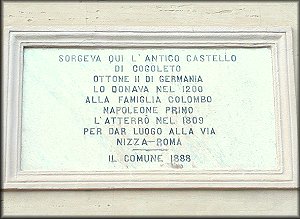 SORGEVA QUI L'ANTICO CASTELLO
DI COGOLETO
OTTONE II DI GERMANIA
LO DONAVA NEL 1200
ALLA FAMIGLIA COLOMBO
NAPOLEONE PRIMO
L'ATTERRÒ NEL 1809
PER DAR LUOGO ALLA VIA
NIZZA-ROMA
IL COMUNE 1888